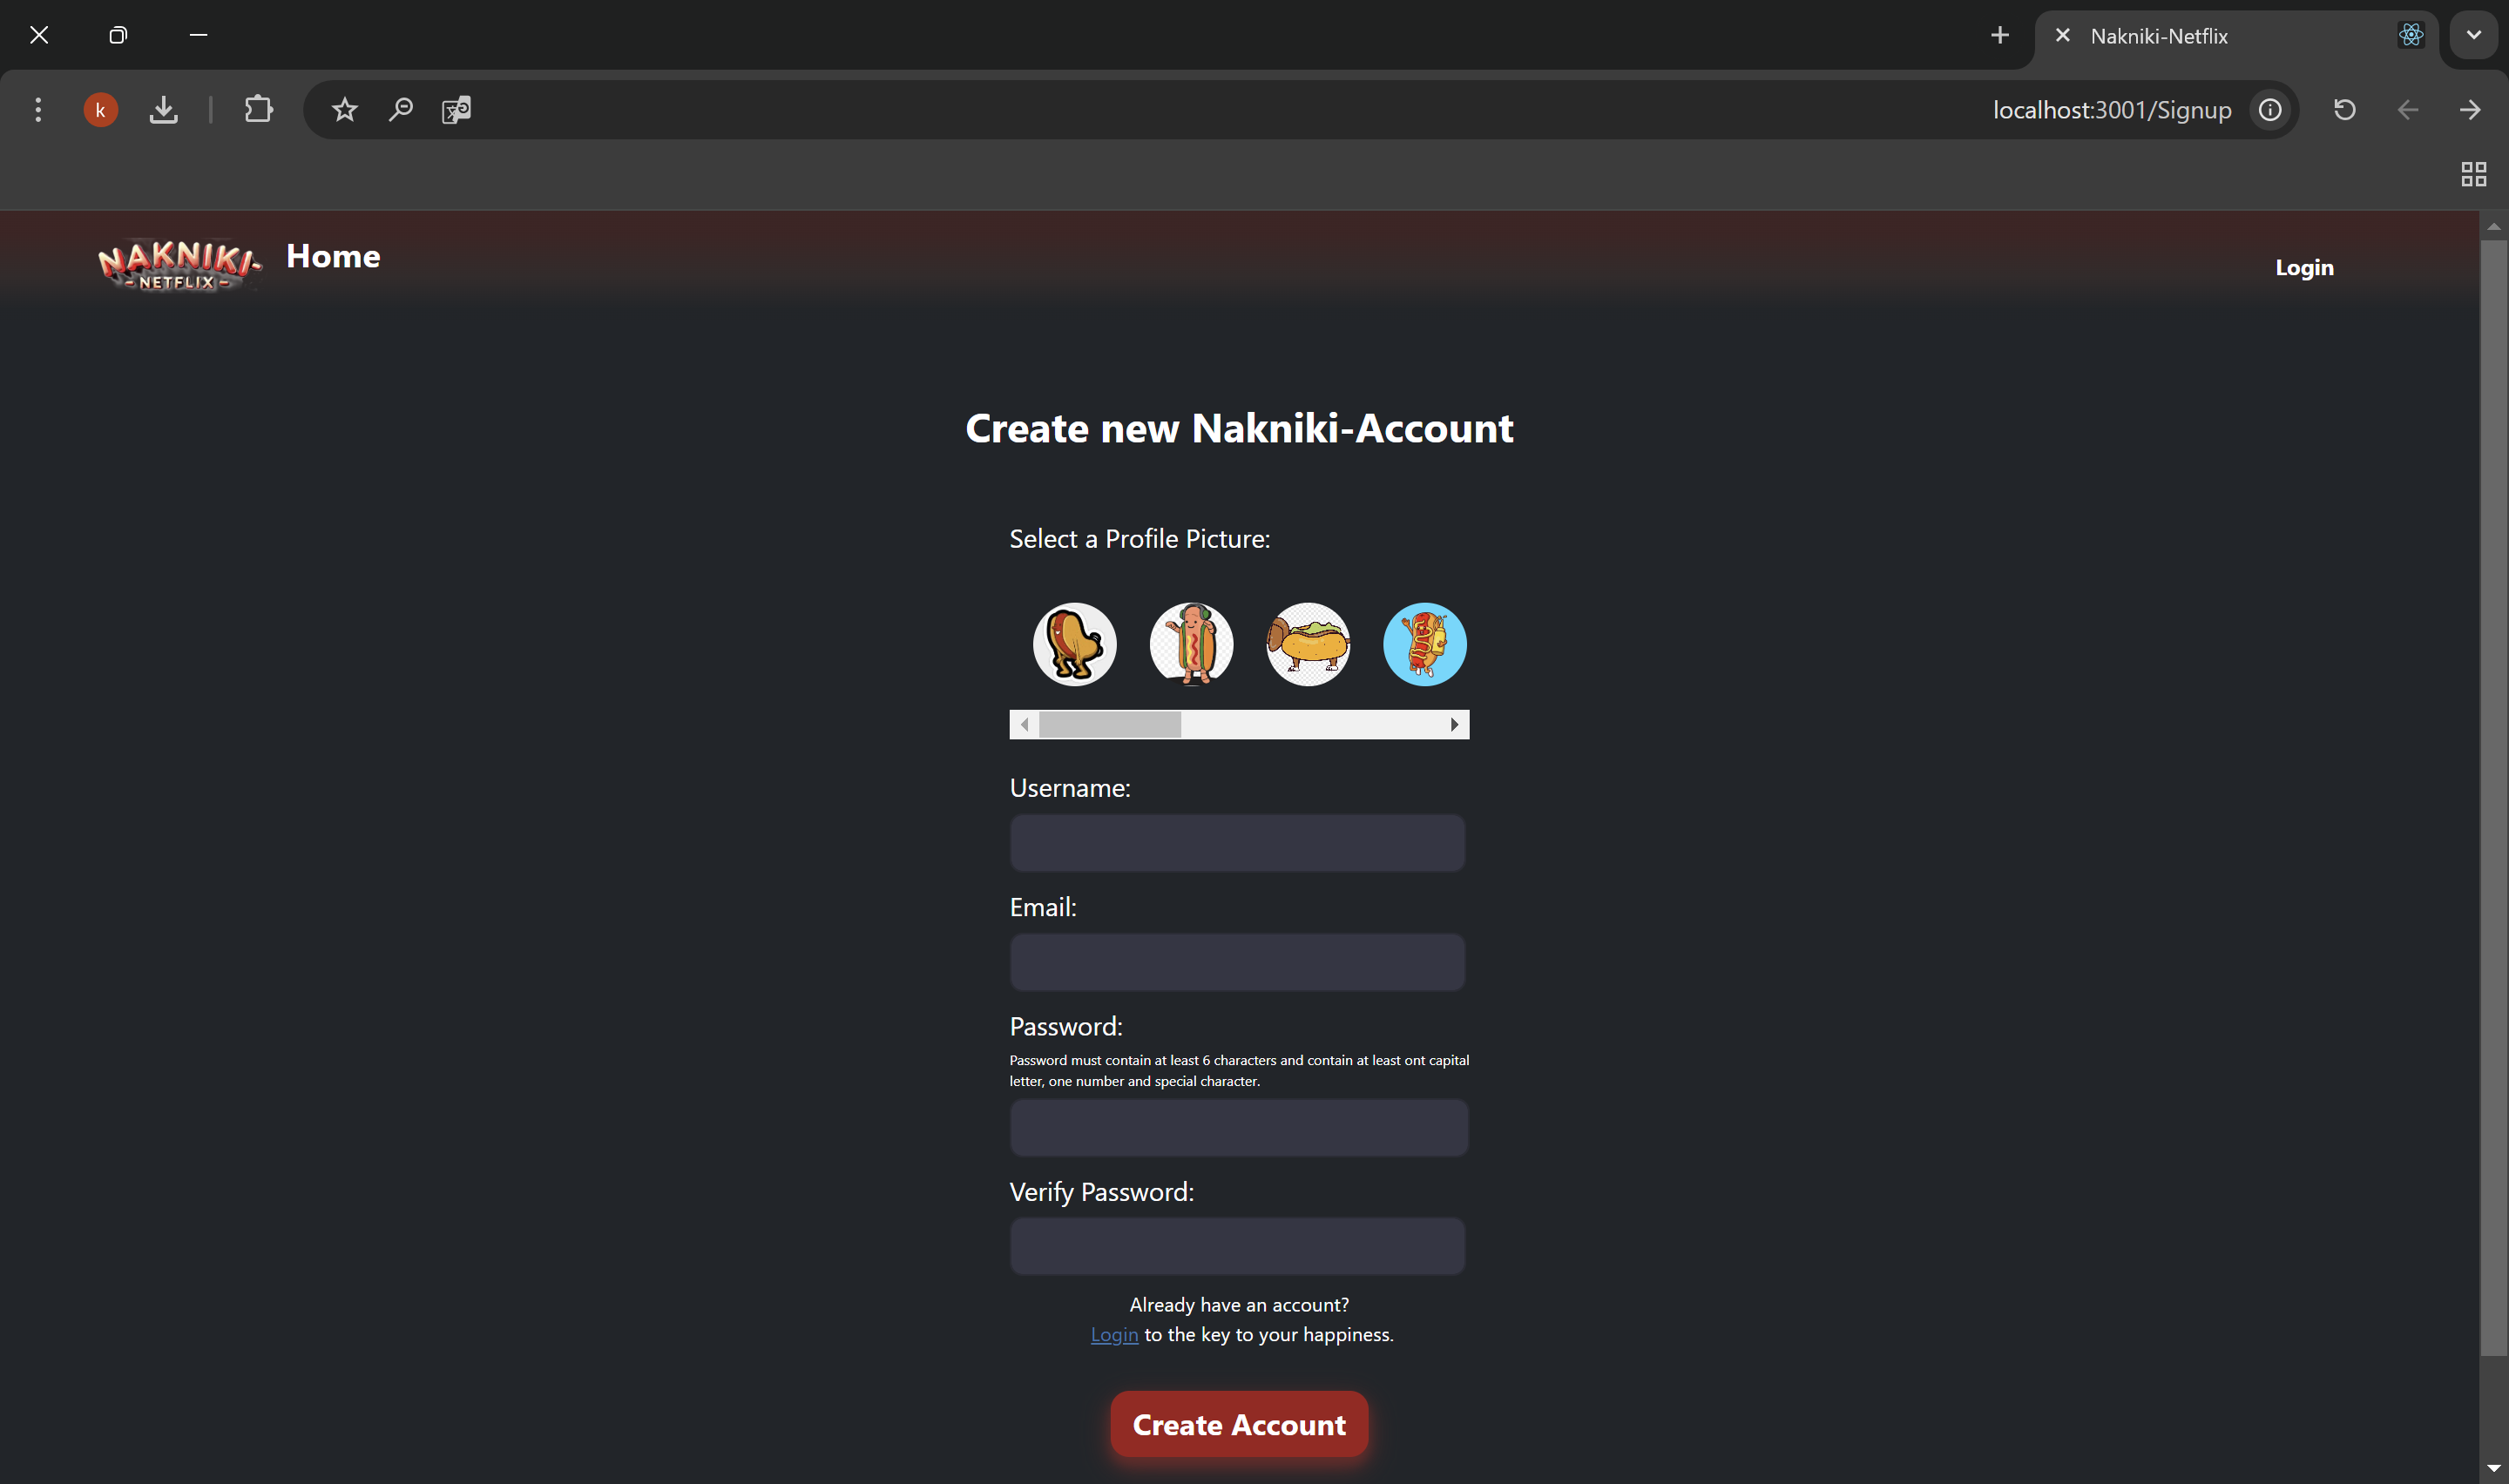 Nakniki-Netflix
k
localhost:3001/Signup
NAKNIKI-
- NETFLIX -
Home
Login
Create new Nakniki-Account
Select a Profile Picture:
Username:
Email:
Password:
Password must contain at least 6 characters and contain at least ont capital
letter, one number and special character.
Verify Password:
Already have an account?
Login to the key to your happiness.
Create Account